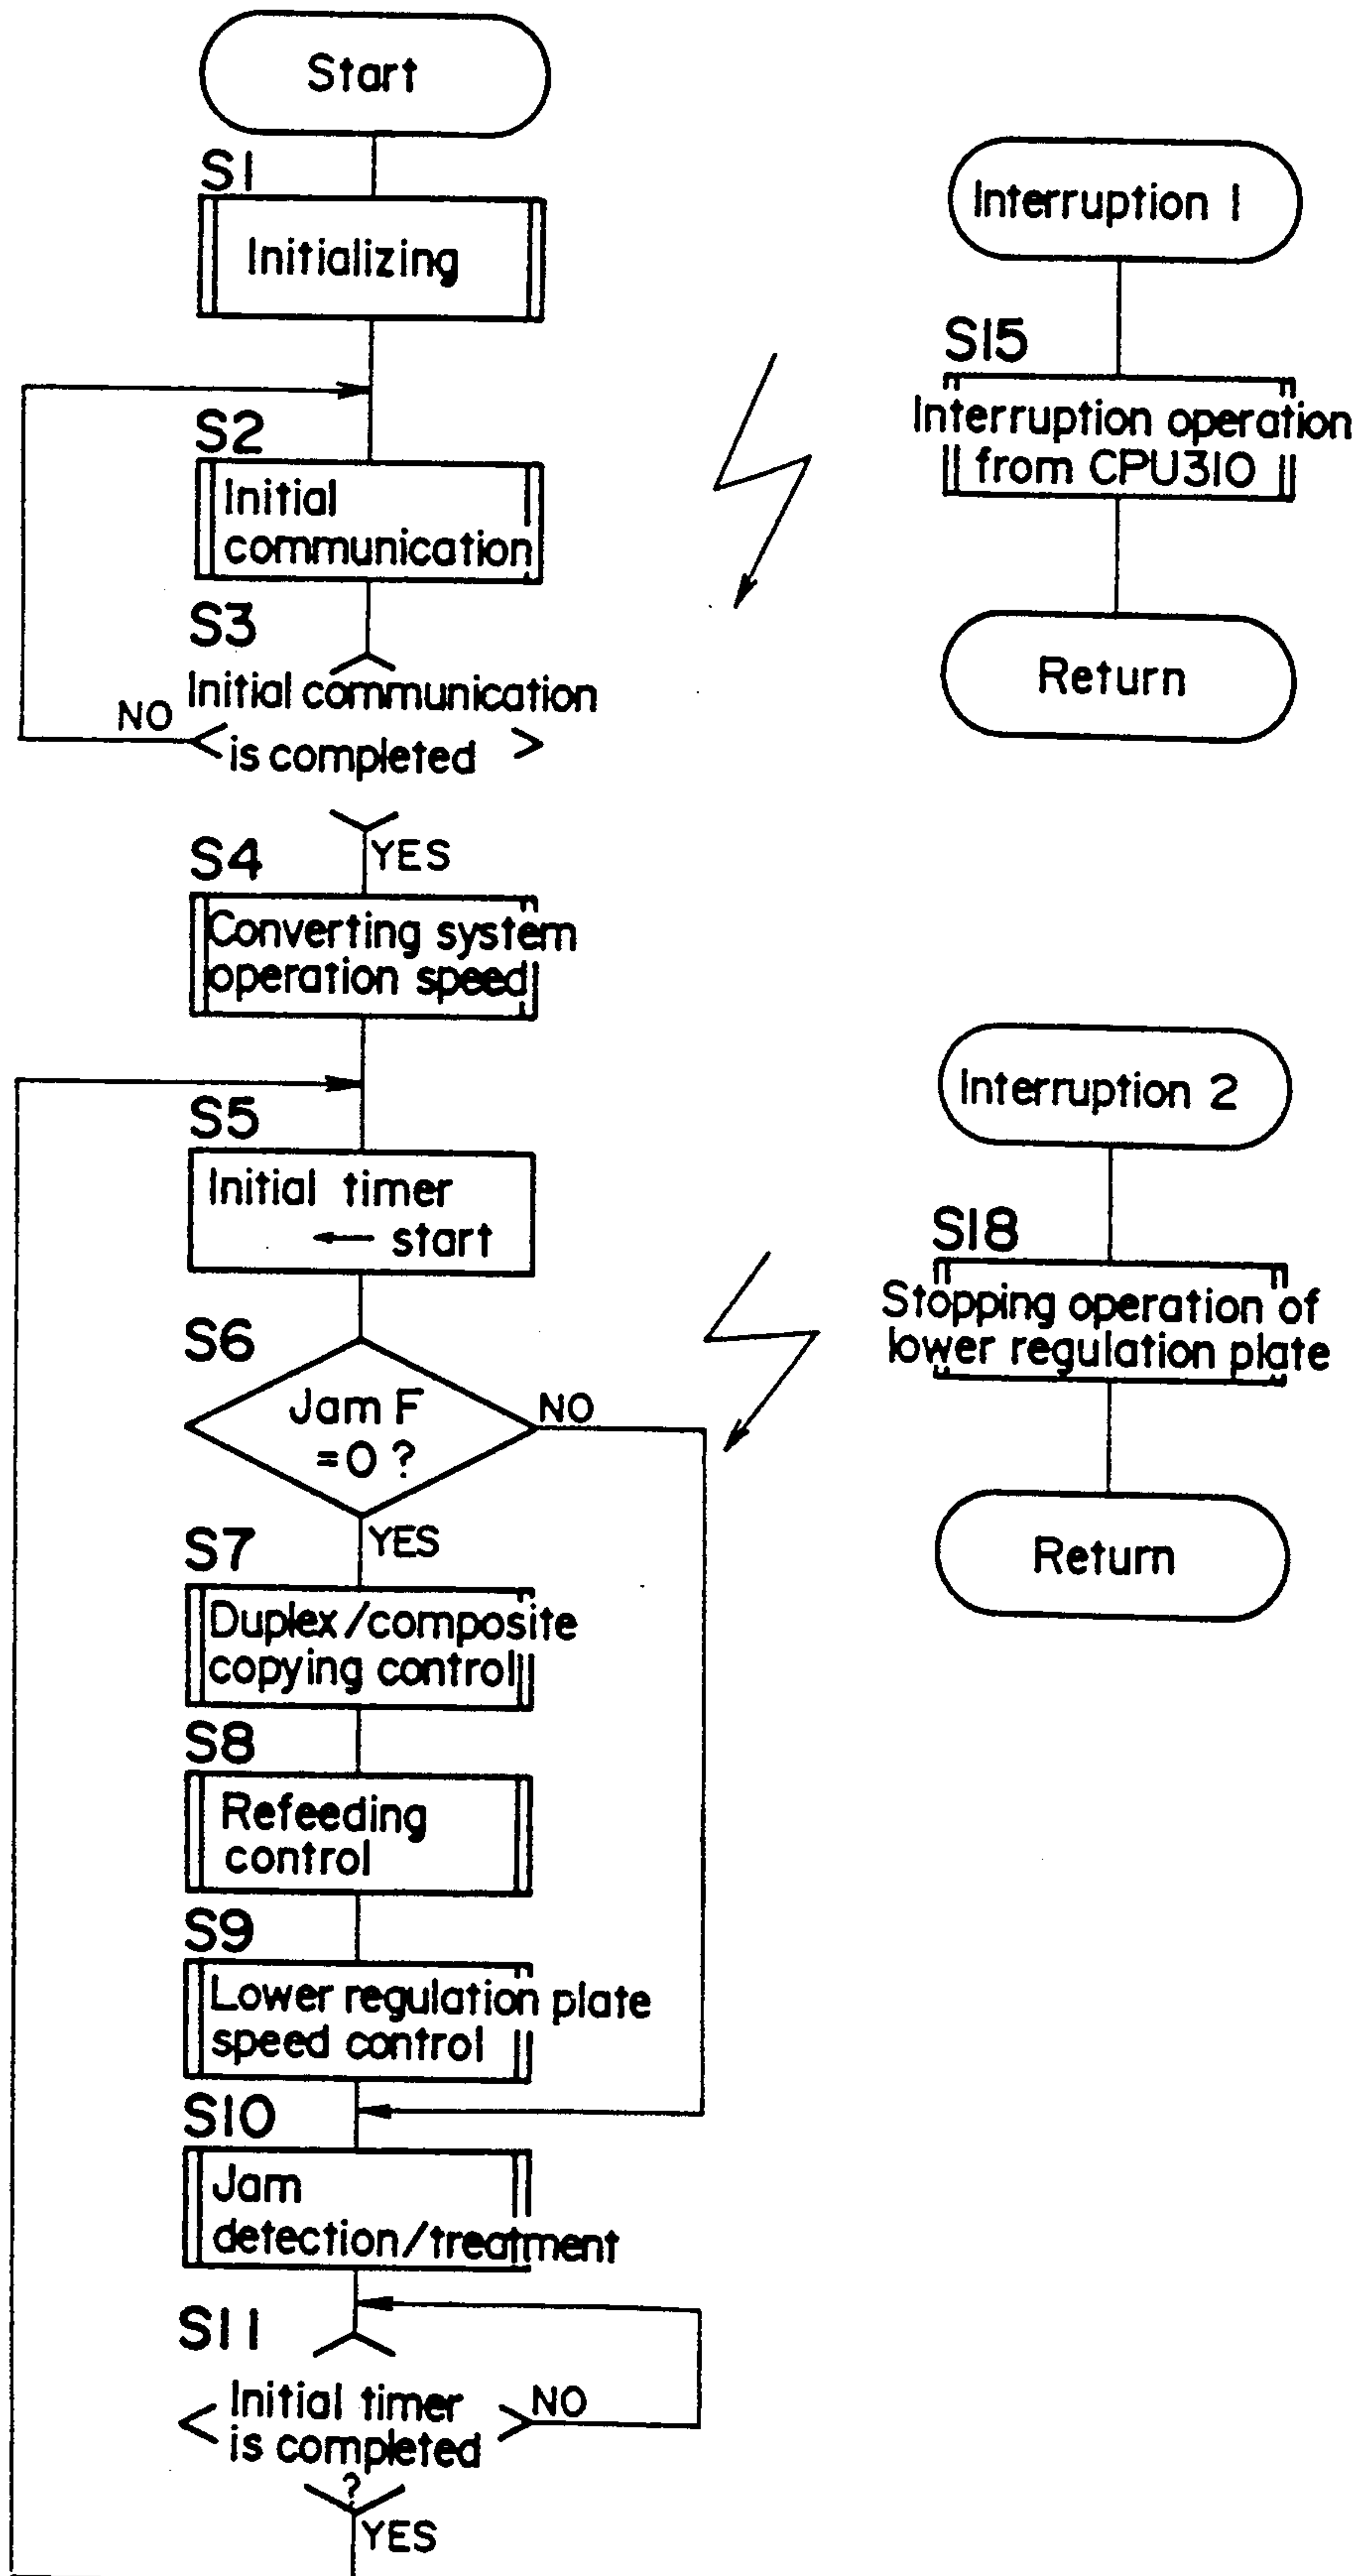 Start
S1
Initializing
S2
Initial
communication
S3
Initial communication
NO
is completed
YES
S4
Converting system
operation speed
S5
Initial timer
← start
S6
Jam F
=0 ?
NO
YES
S7
Duplex/composite
copying control
S8
Refeeding
control
S9
Lower regulation plate
speed control
S10
Jam
detection/treatment
S11
Initial timer
is completed
?
NO
YES
Interruption 1
S15
Interruption operation
from CPU310
Return
Interruption 2
S18
Stopping operation of
lower regulation plate
Return